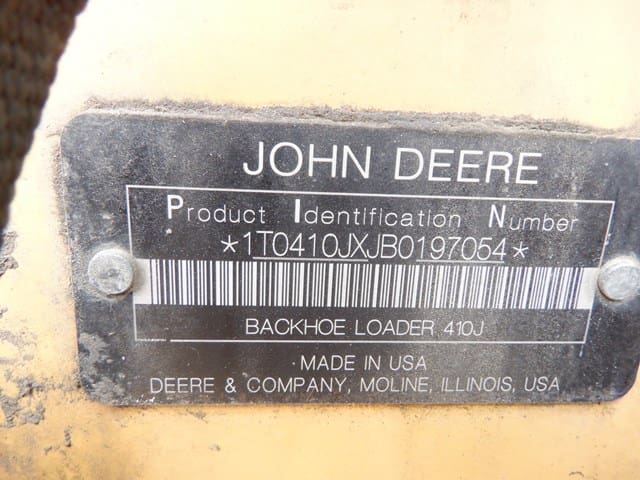 JOHN DEERE
Product Identification Number
*1T0410JXJB0197054*
BACKHOE LOADER 410J
MADE IN USA
DEERE & COMPANY, MOLINE, ILLINOIS, USA